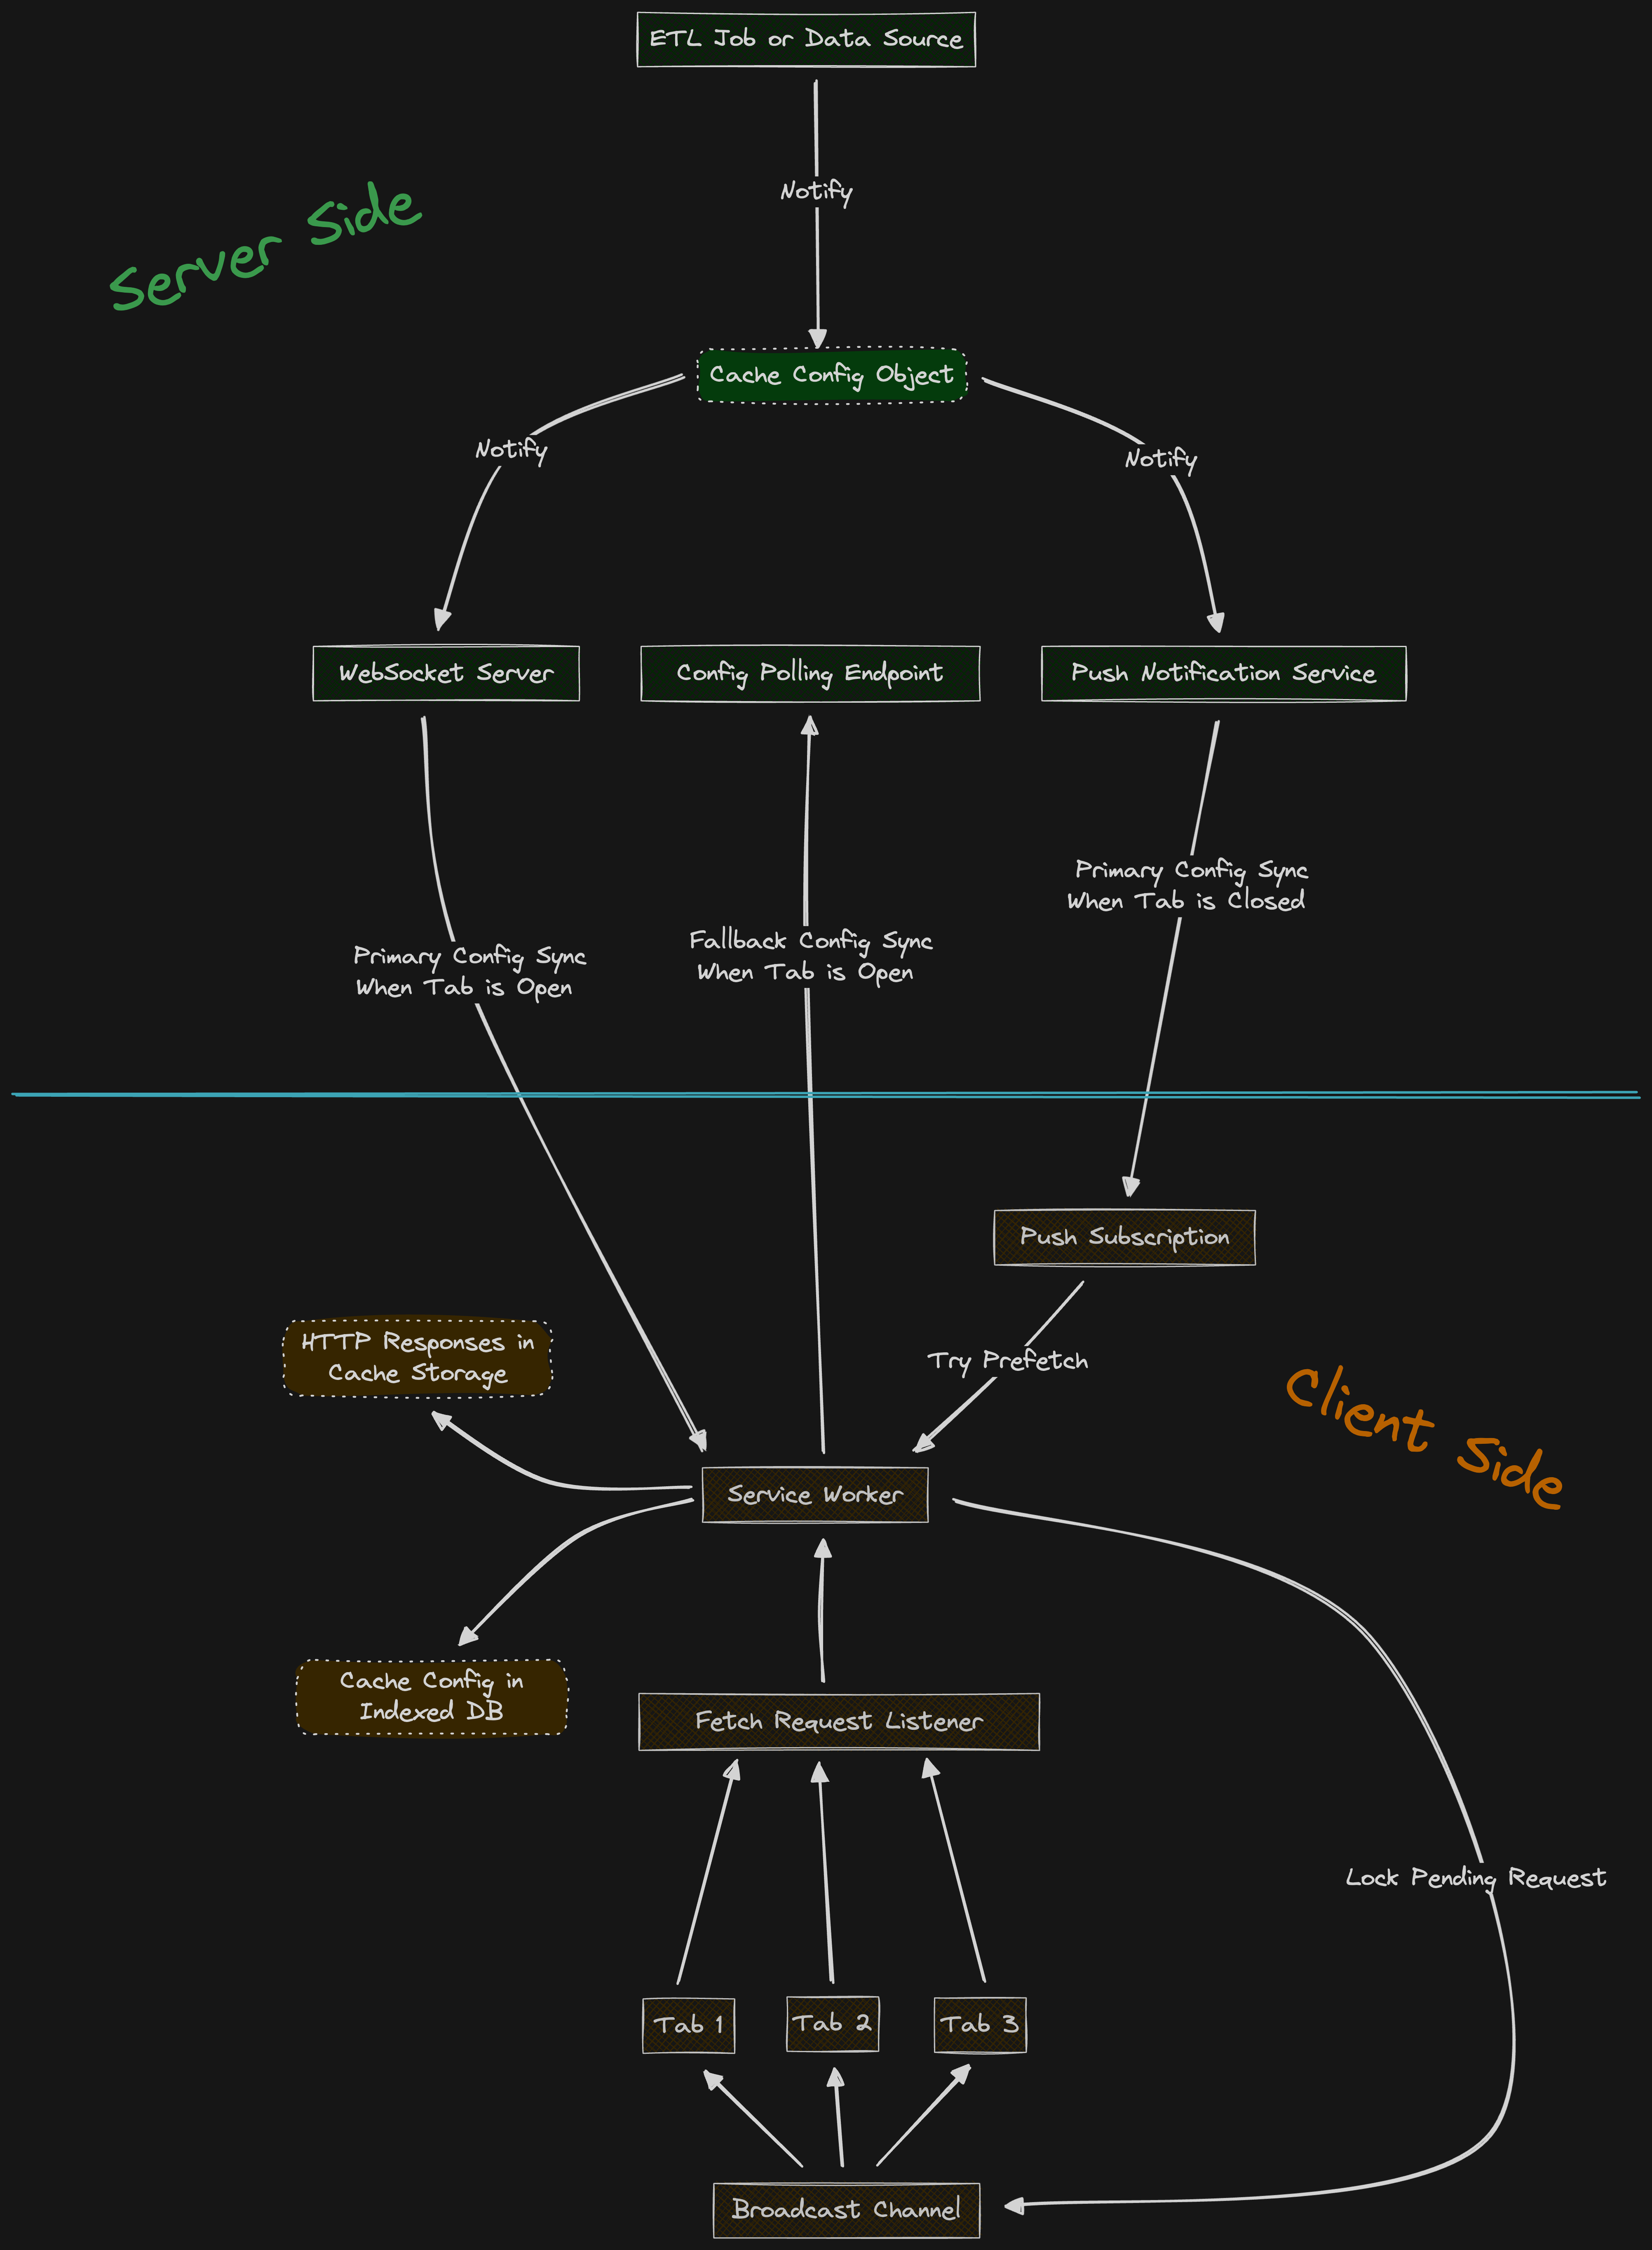 ETL Job or Data Source
Notify
Server Side
Cache Config Object
Notify
Notify
WebSocket Server
Config Polling Endpoint
Push Notification Service
Primary Config Sync
When Tab is Closed
Fallback Config Sync
When Tab is Open
Primary Config Sync
When Tab is Open
Push Subscription
HTTP Responses in
Cache Storage
Try Prefetch
Client Side
Service Worker
Cache Config in
Indexed DB
Fetch Request Listener
Lock Pending Request
Tab 1
Tab 2
Tab 3
Broadcast Channel